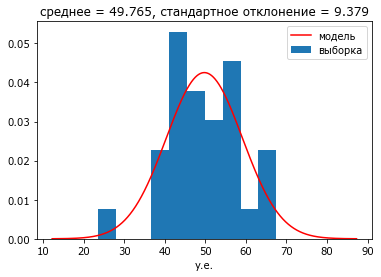 среднее = 49.765, стандартное отклонение = 9.379
модель
выборка
0.05
0.04
0.03
0.02
0.01
0.00
10 20 30 40 50 60 70 80 90
у.е.